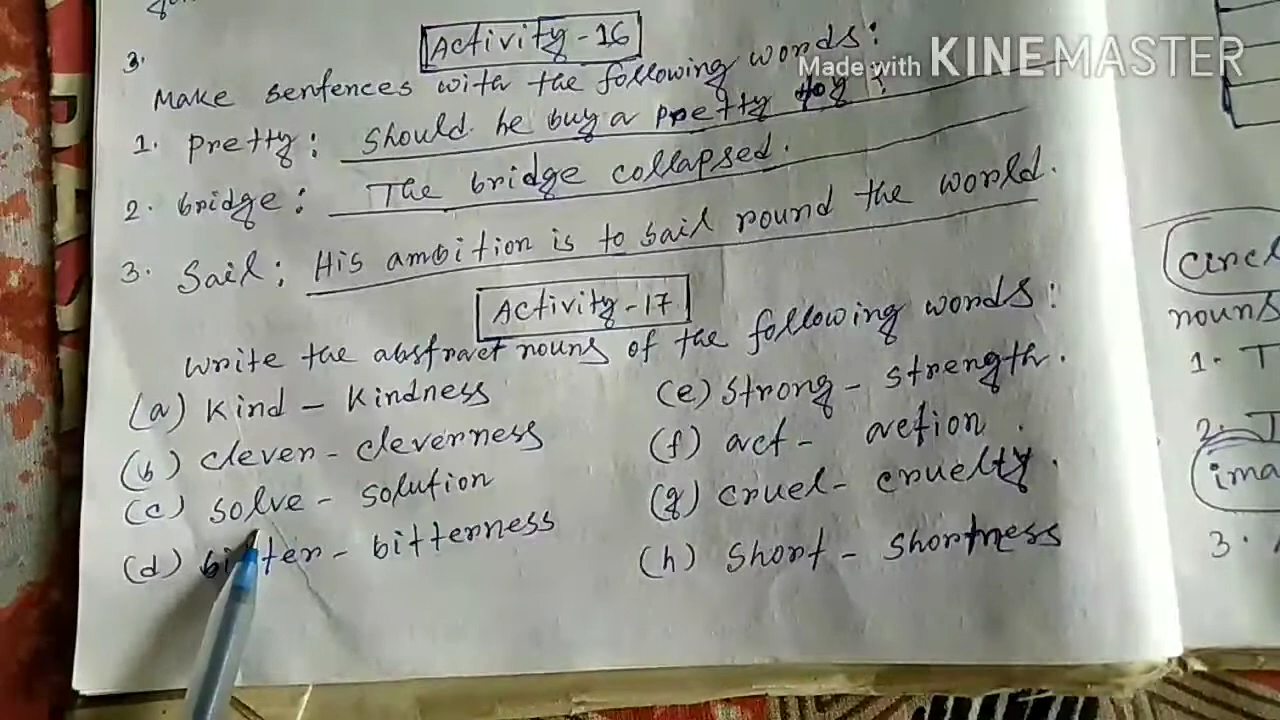 3.
Activity-16
Made with KINEMASTER
Make sentences with the following words:
1. Pretty: Should he buy a pretty toy?
2. bridge: The bridge collapsed.
3. Sail: His ambition is to sail round the world.
Activity-17
Write the abstract nouns of the following words:
(a) Kind - Kindness
(b) clever - cleverness
(c) solve - solution
(d) bitter - bitterness
(e) Strong - strength.
(f) act - action.
(g) cruel - cruelty.
(h) Short - Shortness
nouns
1. T
2. T
3.